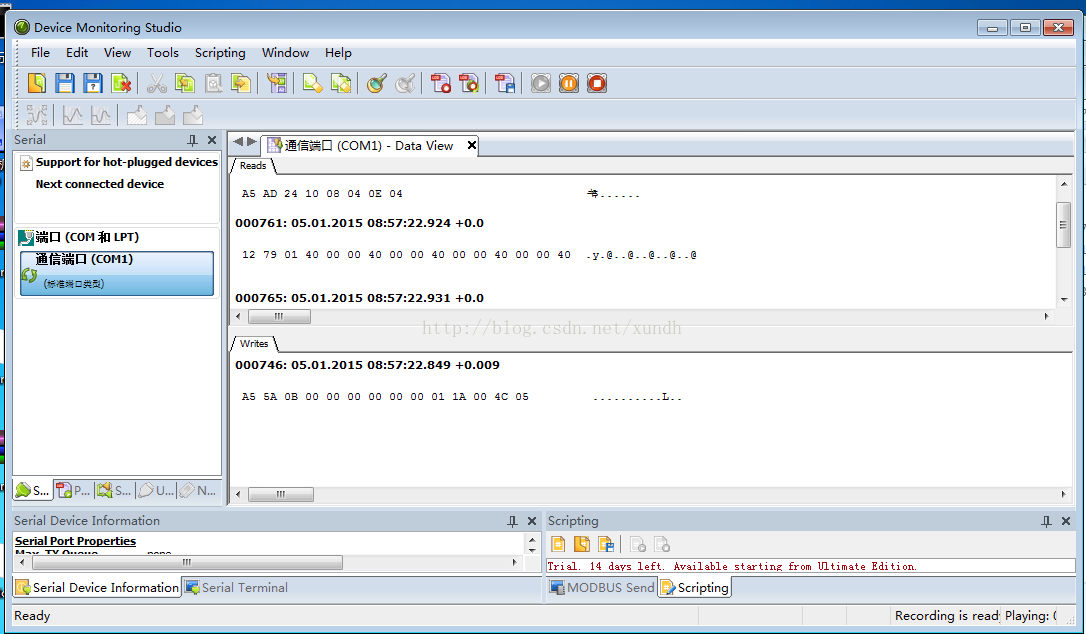 Device Monitoring Studio
File Edit View Tools Scripting Window Help
Serial
Support for hot-plugged devices
Next connected device
端口 (COM 和 LPT)
通信端口 (COM1)
(标准端口类型)
S... P... S... U... N...
通信端口 (COM1) - Data View
Reads
A5 AD 24 10 08 04 0E 04
000761: 05.01.2015 08:57:22.924 +0.0
12 79 01 40 00 00 40 00 00 40 00 00 40 00 00 40 .y.@..@..@..@..@
000765: 05.01.2015 08:57:22.931 +0.0
http://blog.csdn.net/xundh
Writes
000746: 05.01.2015 08:57:22.849 +0.009
A5 5A 0B 00 00 00 00 00 00 01 1A 00 4C 05 ..........L..
Serial Device Information
Serial Port Properties
Max. TX Queue none
Serial Device Information Serial Terminal
Scripting
Trial. 14 days left. Available starting from Ultimate Edition.
MODBUS Send Scripting
Ready
Recording is ready Playing: